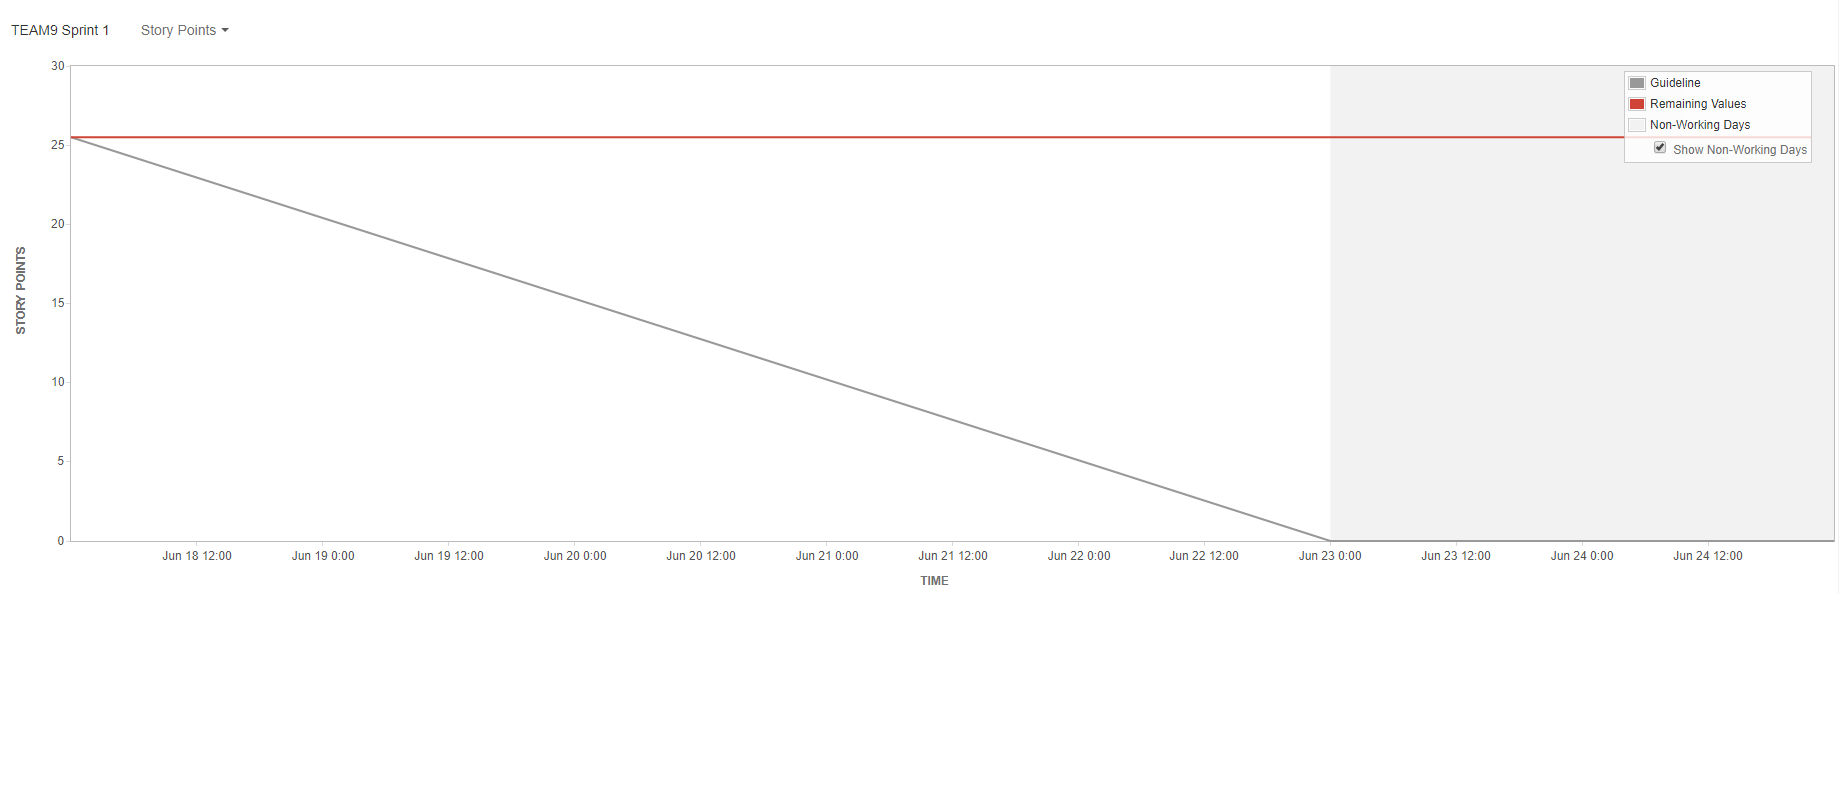 TEAM9 Sprint 1 Story Points
30
25
20
15
10
5
0
STORY POINTS
Guideline
Remaining Values
Non-Working Days
Show Non-Working Days
Jun 18 12:00 Jun 19 0:00 Jun 19 12:00 Jun 20 0:00 Jun 20 12:00 Jun 21 0:00 Jun 21 12:00 Jun 22 0:00 Jun 22 12:00 Jun 23 0:00 Jun 23 12:00 Jun 24 0:00 Jun 24 12:00
TIME